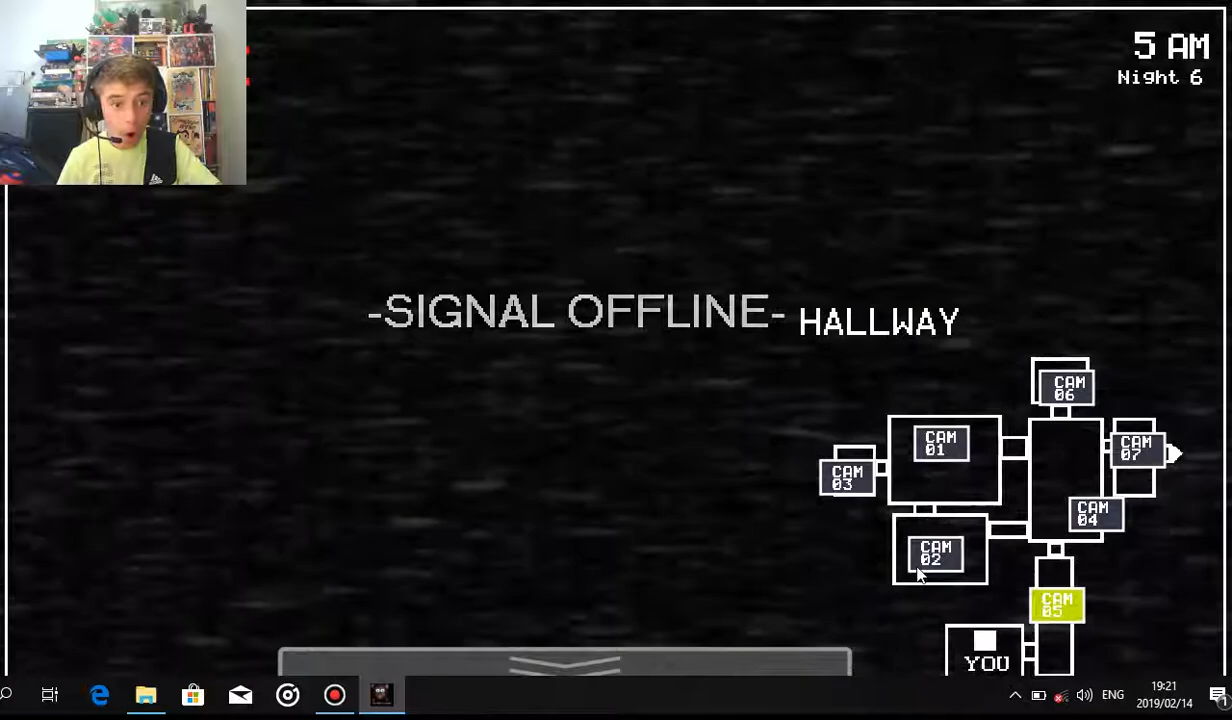 5 AM
Night 6
-SIGNAL OFFLINE-
HALLWAY
CAM
06
CAM
01
CAM
07
CAM
03
CAM
04
CAM
02
CAM
05
YOU
ENG
19:21
2019/02/14